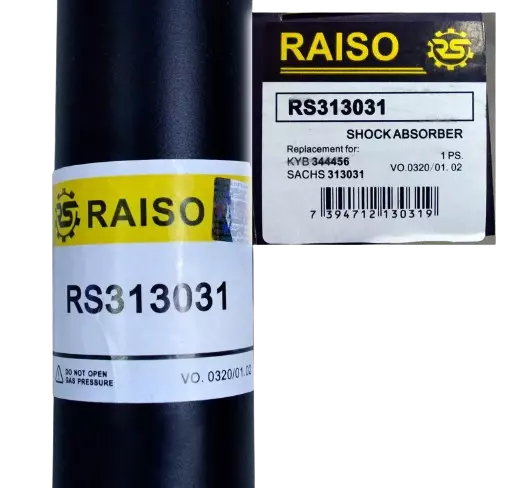 RAISO RS
RS313031
SHOCK ABSORBER
Replacement for:
KYB 344456
1 PS.
SACHS 313031
VO.0320/01. 02
7 394712 130319
RS RAISO
RS313031
DO NOT OPEN
GAS PRESSURE
VO. 0320/01.02